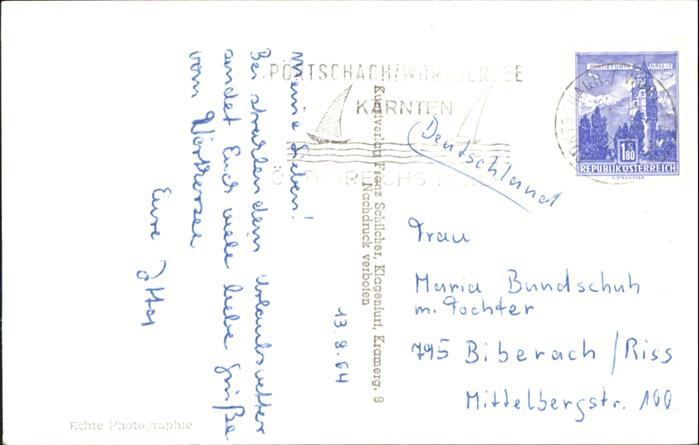 Meine Lieben!
Bei strahlendem Urlaubswetter
sendet Euch viele liebe Grüße
vom Wörthersee
Eure
13.8.64
PÖRTSCHACH/WÖRTHERSEE
KÄRNTEN
ÖSTERREICHS
Kunstverlag Franz Schilcher, Klagenfurt, Kramerg. 9
Nachdruck verboten
1.80
REPUBLIK ÖSTERREICH
Deutschland
Frau
Maria Bundschuh
m. Tochter
795 Biberach/Riss
Mittelbergstr. 100
Echte Photographie